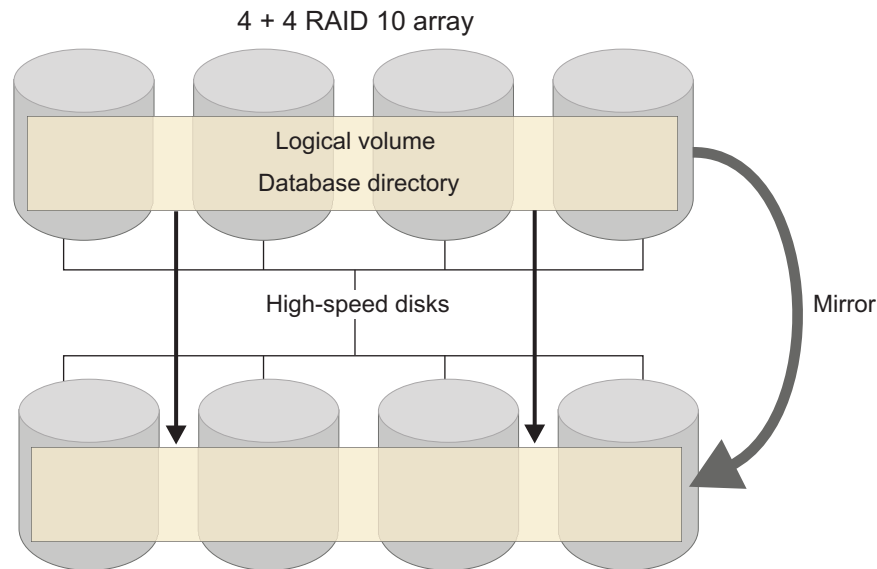 4 + 4 RAID 10 array
Logical volume
Database directory
High-speed disks
Mirror